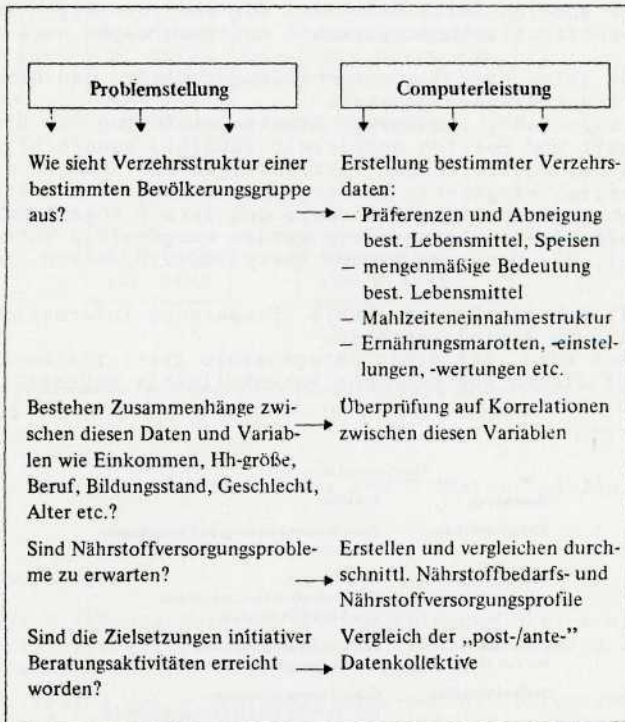 Problemstellung
Computerleistung
Wie sieht Verzehrsstruktur einer
bestimmten Bevölkerungsgruppe
aus?
Erstellung bestimmter Verzehrs-
daten:
– Präferenzen und Abneigung
best. Lebensmittel, Speisen
– mengenmäßige Bedeutung
best. Lebensmittel
– Mahlzeiteneinnahmestruktur
– Ernährungsmarotten, -einstel-
lungen, -wertungen etc.
Bestehen Zusammenhänge zwi-
schen diesen Daten und Variab-
len wie Einkommen, Hh-größe,
Beruf, Bildungsstand, Geschlecht,
Alter etc.?
Überprüfung auf Korrelationen
zwischen diesen Variablen
Sind Nährstoffversorgungsproble-
me zu erwarten?
Erstellen und vergleichen durch-
schnittl. Nährstoffbedarfs- und
Nährstoffversorgungsprofile
Sind die Zielsetzungen initiativer
Beratungsaktivitäten erreicht
worden?
Vergleich der „post-/ante-"
Datenkollektive